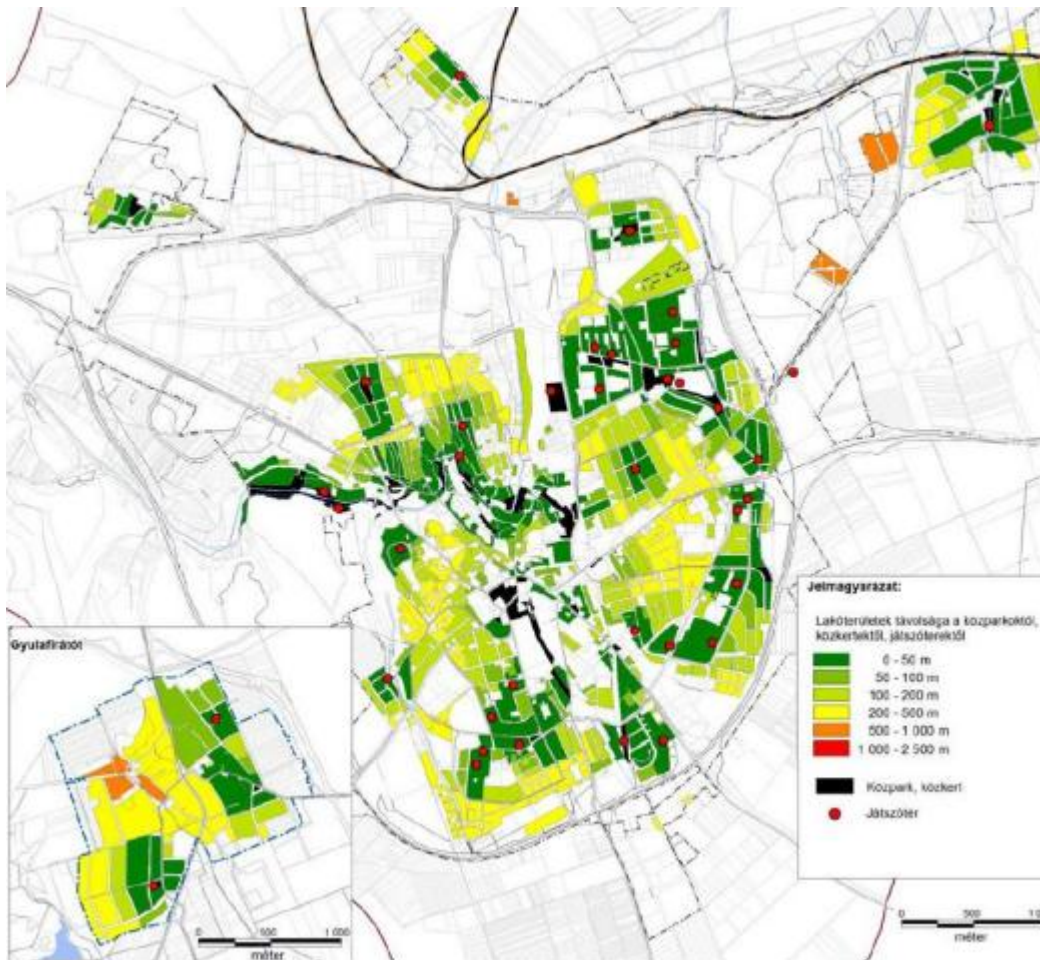 Gyulafirátót
0 500 1 000
méter
Jelmagyarázat:
Lakóterületek távolsága a közparkoktól,
közkertektől, játszóterektől
0 - 50 m
50 - 100 m
100 - 200 m
200 - 500 m
500 - 1 000 m
1 000 - 2 500 m
Közpark, közkert
Játszótér
0 500
méter